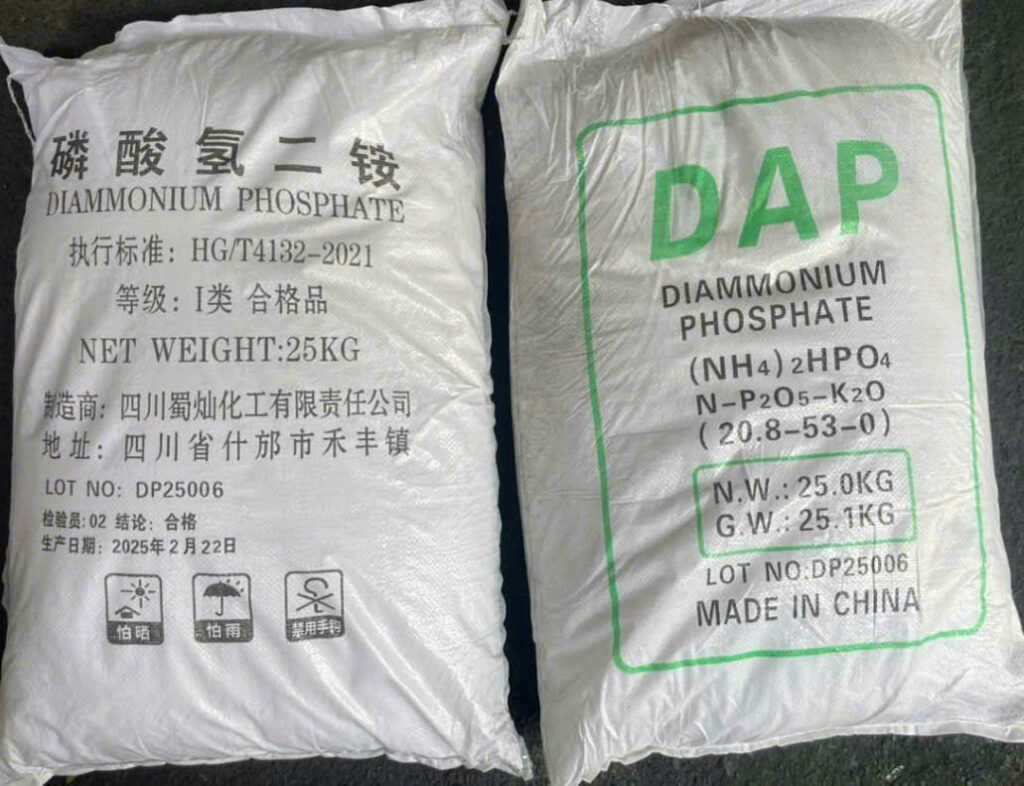 磷酸氢二铵
DIAMMONIUM PHOSPHATE
执行标准: HG/T4132-2021
等级: I类 合格品
NET WEIGHT:25KG
制造商: 四川蜀灿化工有限责任公司
地址: 四川省什邡市禾丰镇
LOT NO: DP25006
检验员: 02 结论: 合格
生产日期: 2025年2月22日
怕晒
怕雨
禁用手钩
DAP
DIAMMONIUM
PHOSPHATE
(NH4)2HPO4
N-P2O5-K2O
(20.8-53-0)
N.W.: 25.0KG
G.W.: 25.1KG
LOT NO.DP25006
MADE IN CHINA